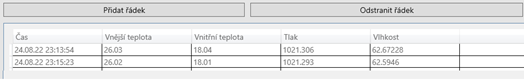 Přidat řádek Odstranit řádek
Čas Vnější teplota Vnitřní teplota Tlak Vlhkost
24.08.22 23:13:54 26.03 18.04 1021.306 62.67228
24.08.22 23:15:23 26.02 18.01 1021.293 62.5946